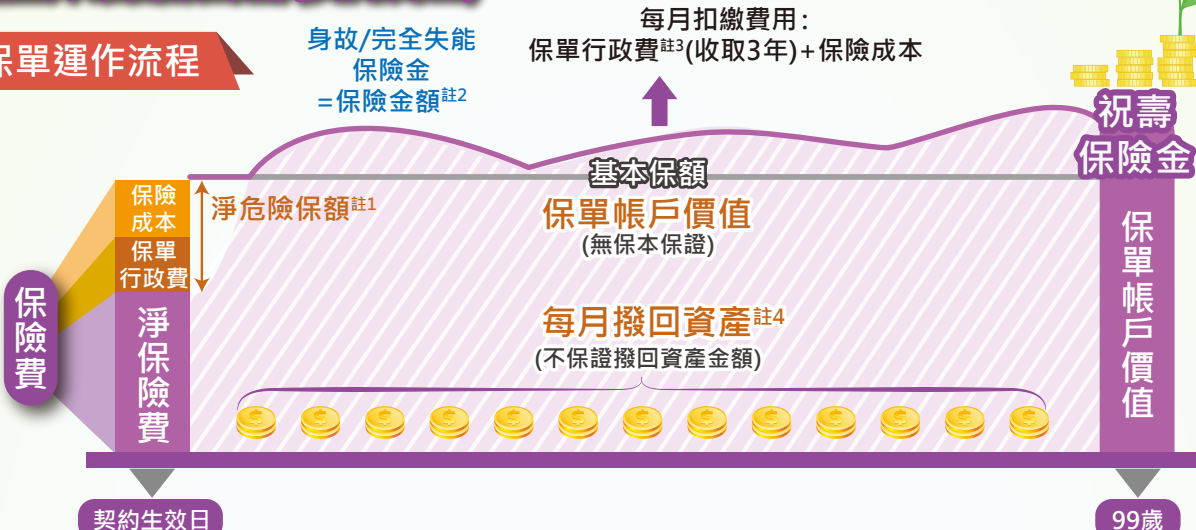 保單運作流程
身故/完全失能
保險金
=保險金額註2
每月扣繳費用：
保單行政費註3(收取3年)+保險成本
祝壽
保險金
基本保額
保險
成本
淨危險保額註1
保單帳戶價值
(無保本保證)
保單
行政費
保險費
淨保險費
每月撥回資產註4
(不保證撥回資產金額)
保單帳戶價值
契約生效日
99歲